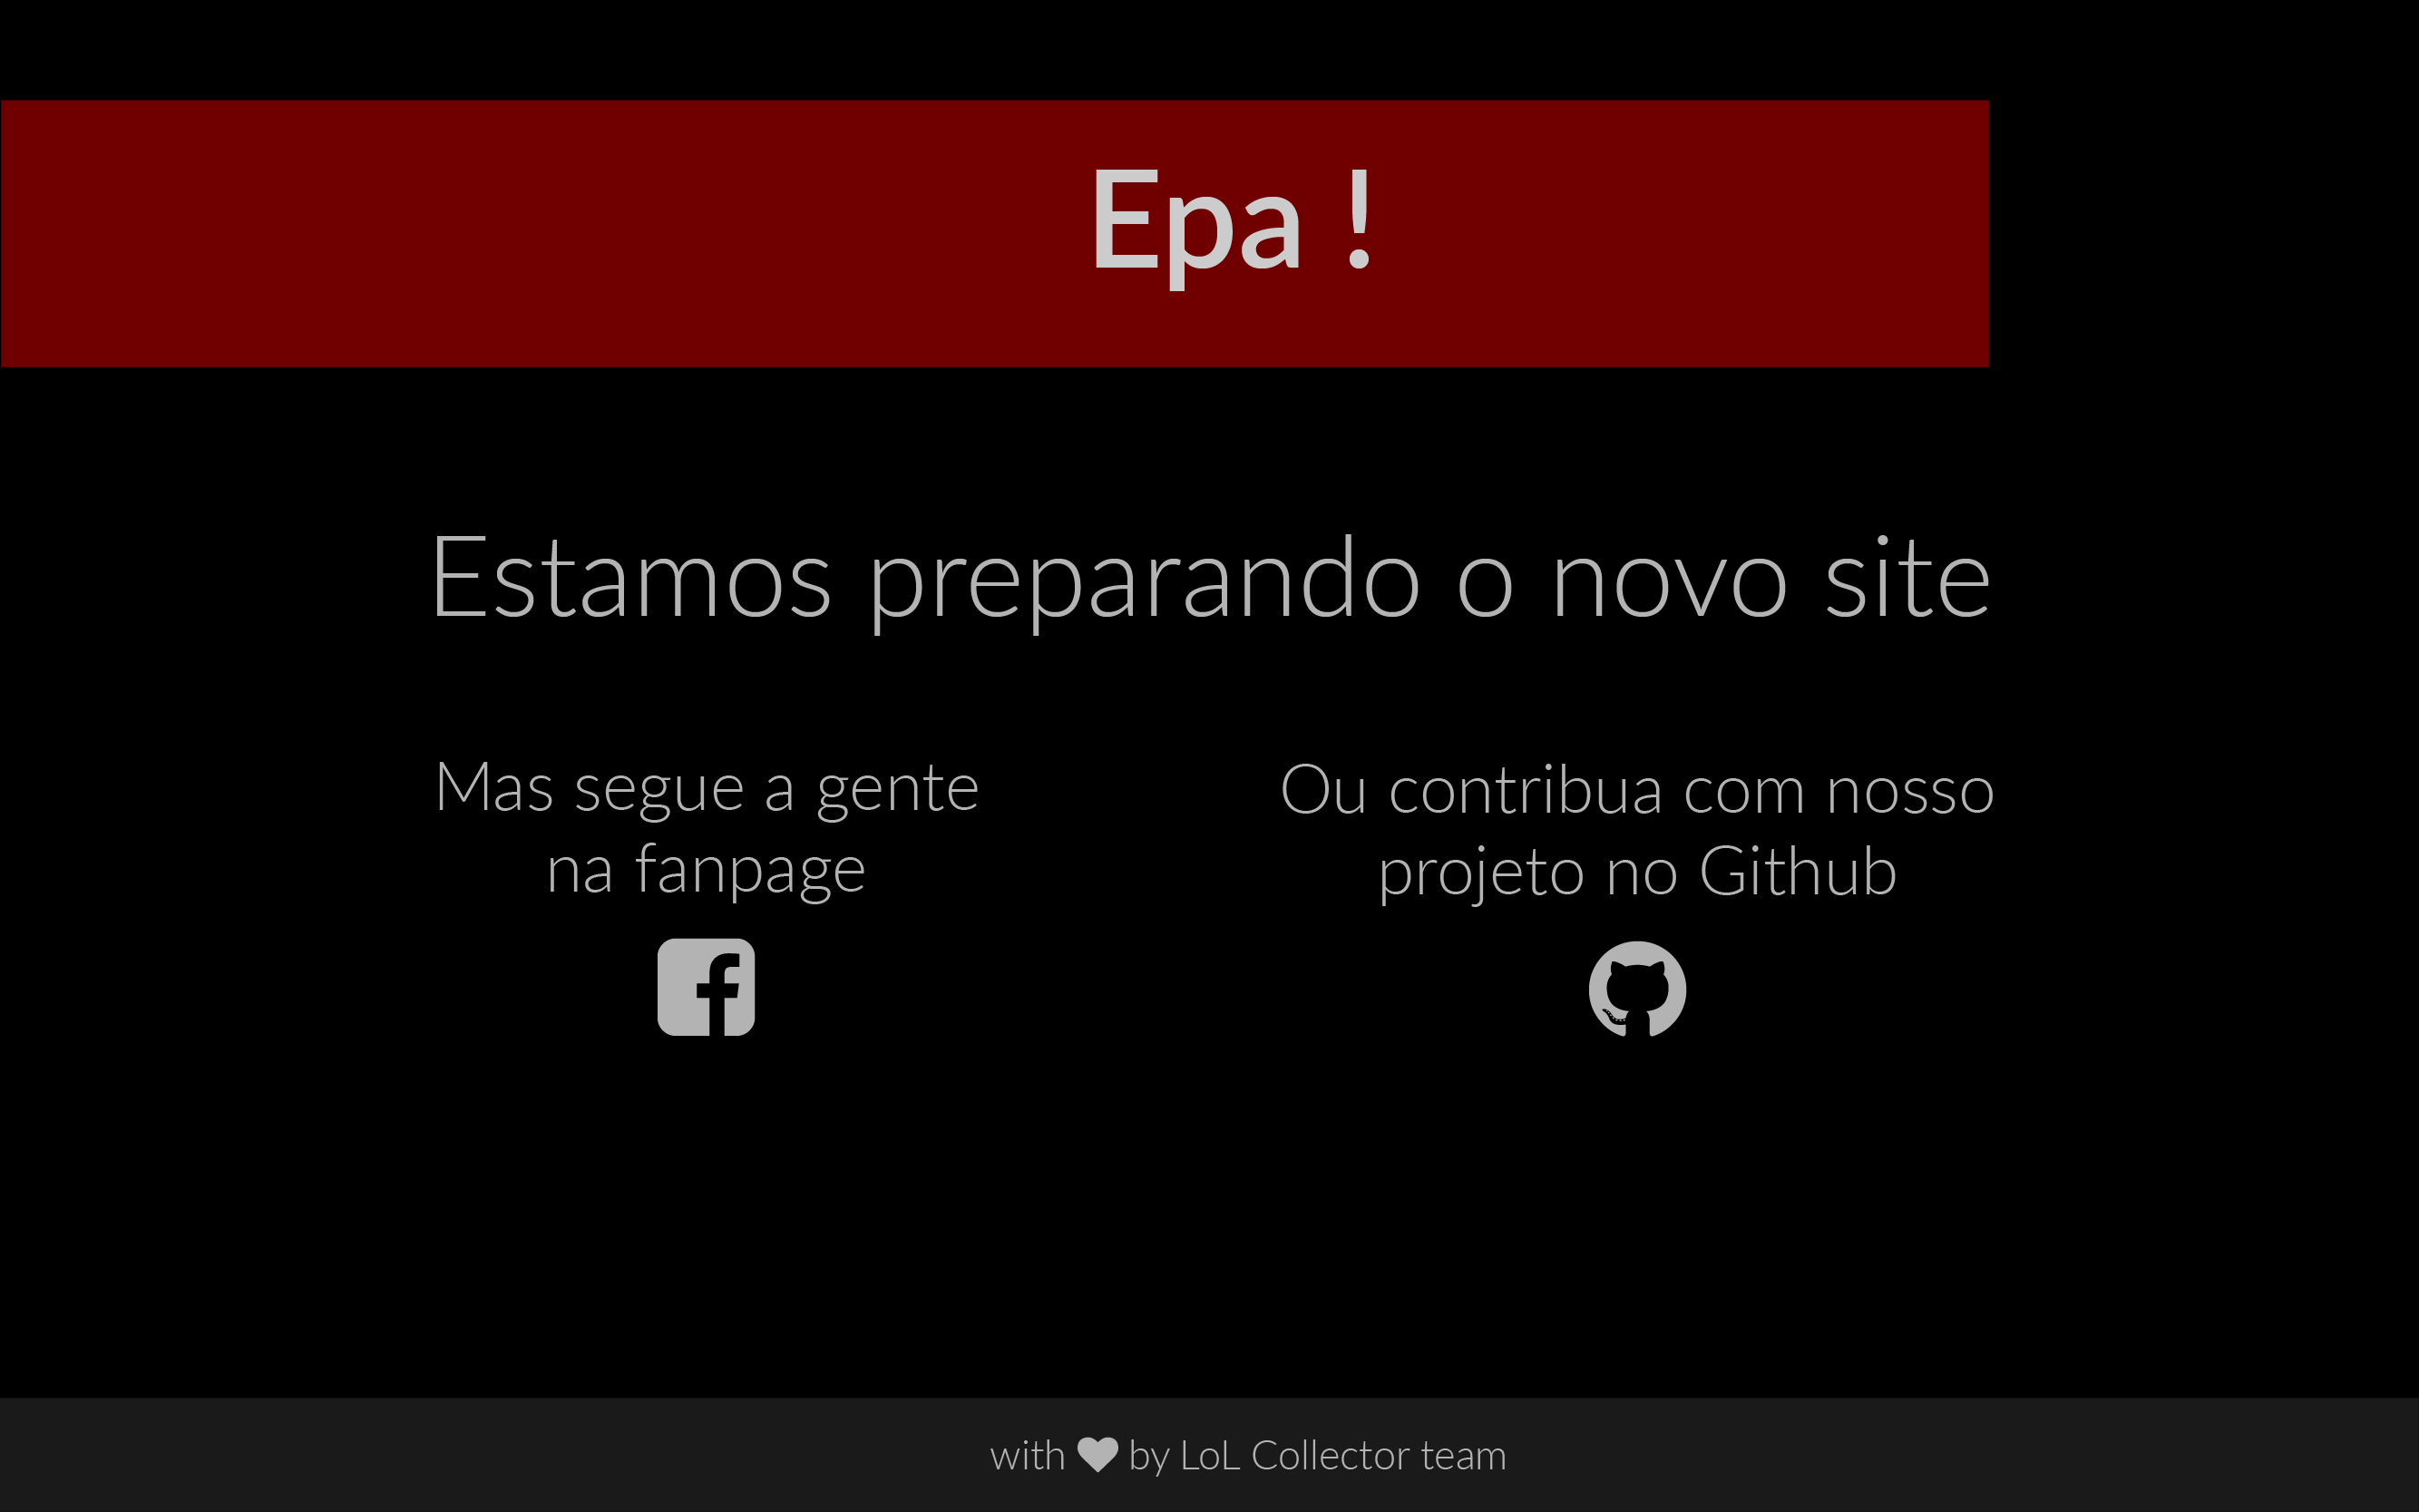 Epa !
Estamos preparando o novo site
Mas segue a gente
na fanpage
Ou contribua com nosso
projeto no Github
with ♥ by LoL Collector team